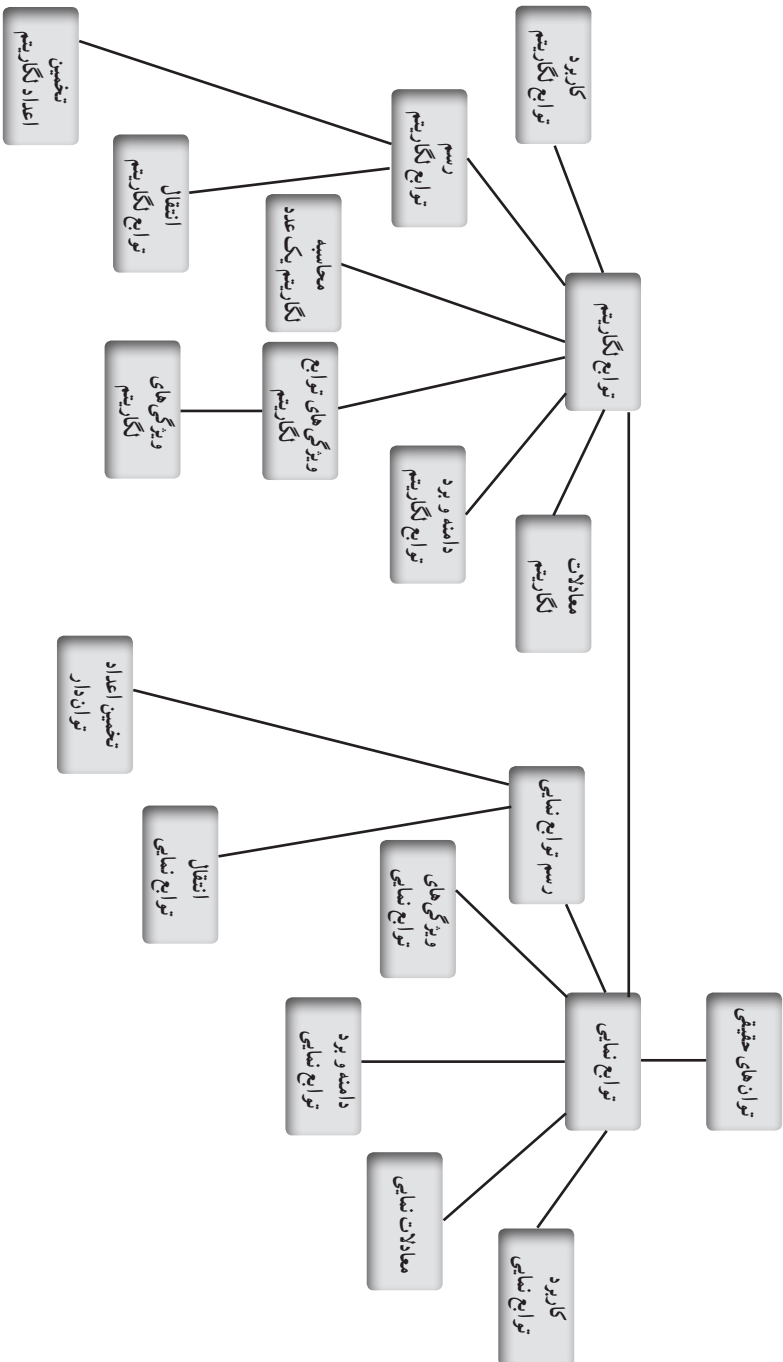 توان‌های حقیقی
توابع نمایی
کاربرد
توابع نمایی
معادلات نمایی
دامنه و برد
توابع نمایی
ویژگی‌های
توابع نمایی
رسم توابع نمایی
انتقال
توابع نمایی
تخمین اعداد
توان‌دار
توابع لگاریتم
معادلات
لگاریتم
دامنه و برد
توابع لگاریتم
ویژگی‌های توابع
لگاریتم
ویژگی‌های
لگاریتم
محاسبه
لگاریتم یک عدد
رسم
توابع لگاریتم
انتقال
توابع لگاریتم
تخمین
اعداد لگاریتم
کاربرد
توابع لگاریتم